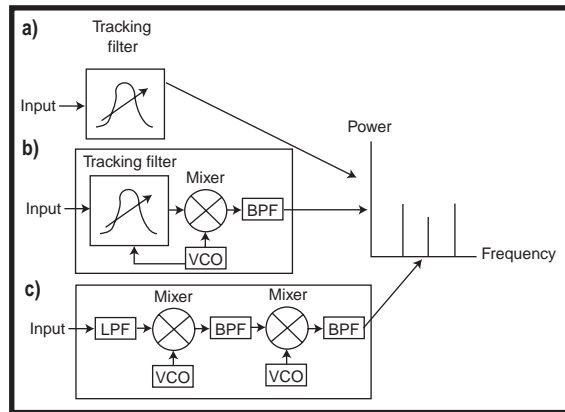 a)
Tracking
filter
Input
Power
b)
Tracking filter
Mixer
Input
BPF
VCO
Frequency
c)
Mixer
Mixer
Input
LPF
BPF
BPF
VCO
VCO